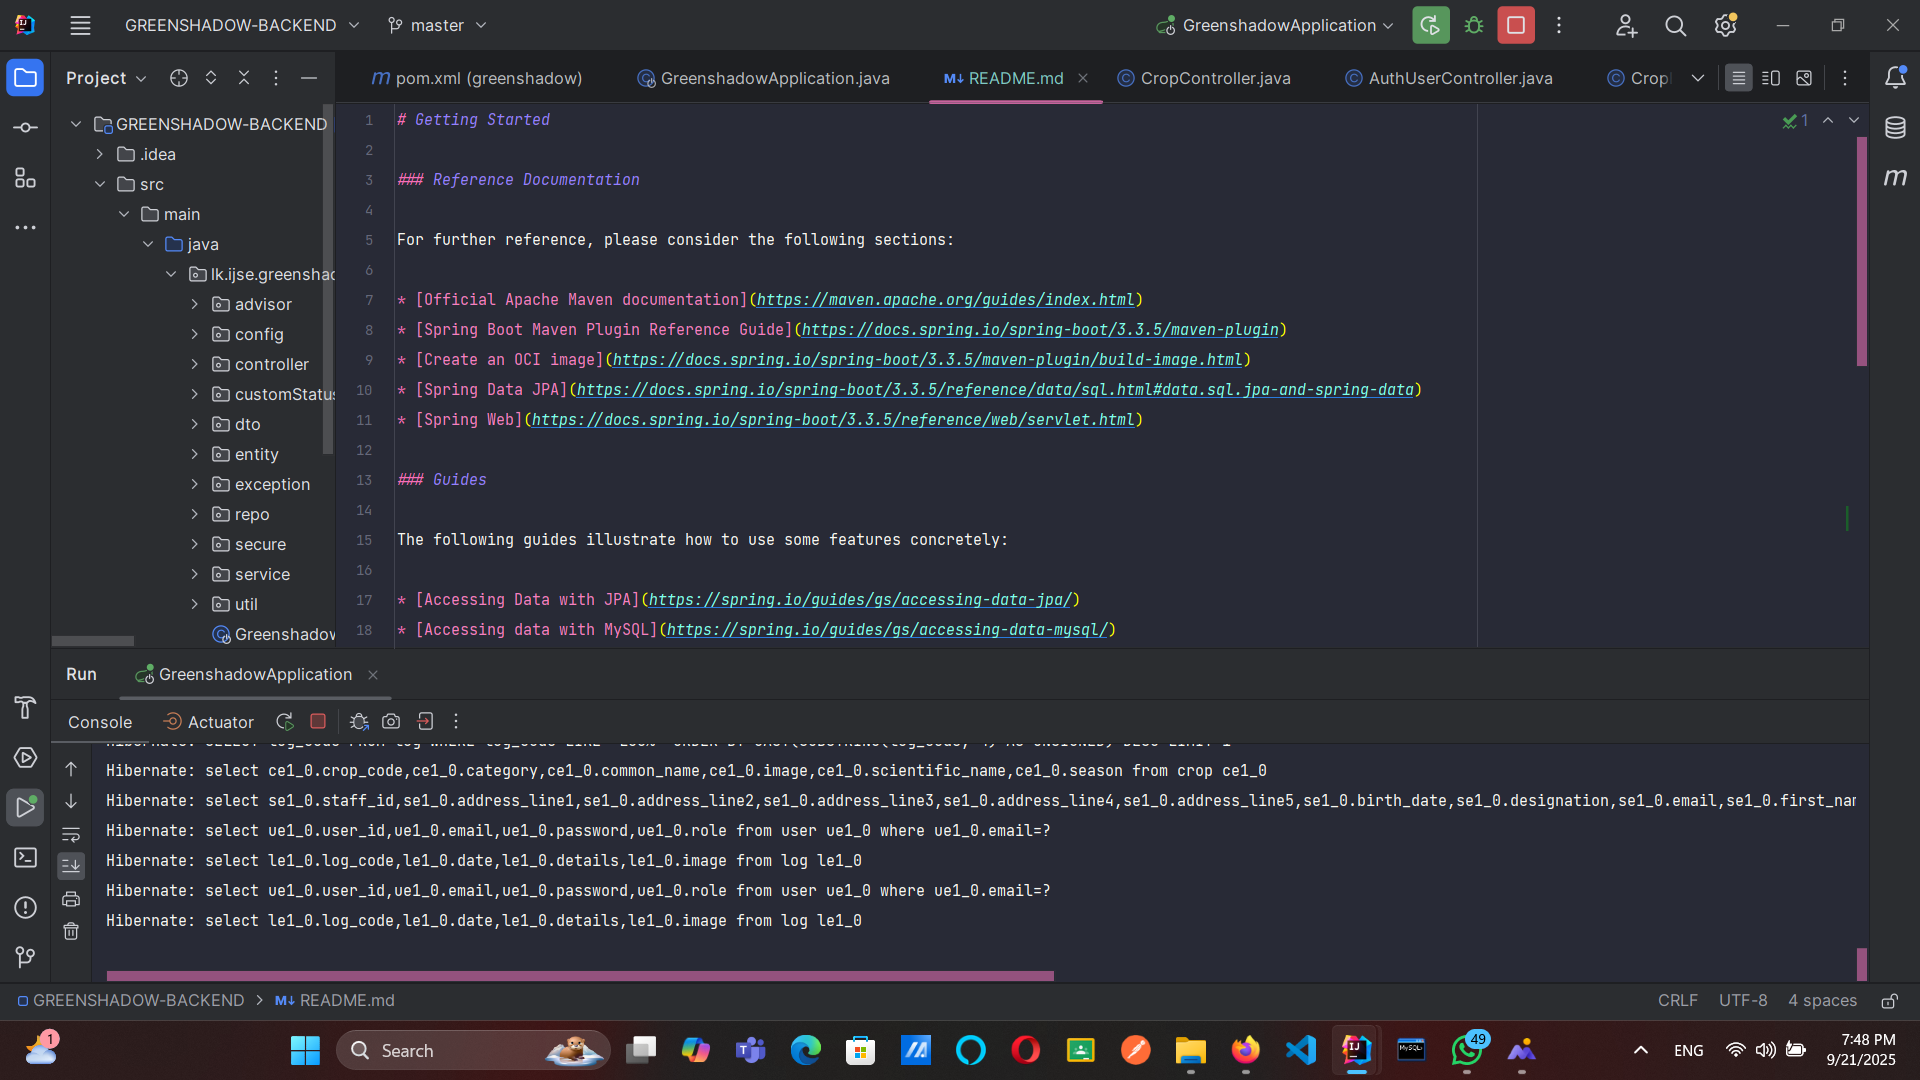 GREENSHADOW-BACKEND
master
GreenshadowApplication
Project
pom.xml (greenshadow)
GreenshadowApplication.java
README.md
CropController.java
AuthUserController.java
Crop
GREENSHADOW-BACKEND
.idea
src
main
java
lk.ijse.greenshad
advisor
config
controller
customStatus
dto
entity
exception
repo
secure
service
util
Greenshadow
1 # Getting Started
2
3 ### Reference Documentation
4
5 For further reference, please consider the following sections:
6
7 * [Official Apache Maven documentation](https://maven.apache.org/guides/index.html)
8 * [Spring Boot Maven Plugin Reference Guide](https://docs.spring.io/spring-boot/3.3.5/maven-plugin)
9 * [Create an OCI image](https://docs.spring.io/spring-boot/3.3.5/maven-plugin/build-image.html)
10 * [Spring Data JPA](https://docs.spring.io/spring-boot/3.3.5/reference/data/sql.html#data.sql.jpa-and-spring-data)
11 * [Spring Web](https://docs.spring.io/spring-boot/3.3.5/reference/web/servlet.html)
12
13 ### Guides
14
15 The following guides illustrate how to use some features concretely:
16
17 * [Accessing Data with JPA](https://spring.io/guides/gs/accessing-data-jpa/)
18 * [Accessing data with MySQL](https://spring.io/guides/gs/accessing-data-mysql/)
1
Run
GreenshadowApplication
Console
Actuator
Hibernate: select ce1_0.crop_code,ce1_0.category,ce1_0.common_name,ce1_0.image,ce1_0.scientific_name,ce1_0.season from crop ce1_0
Hibernate: select se1_0.staff_id,se1_0.address_line1,se1_0.address_line2,se1_0.address_line3,se1_0.address_line4,se1_0.address_line5,se1_0.birth_date,se1_0.designation,se1_0.email,se1_0.first_nam
Hibernate: select ue1_0.user_id,ue1_0.email,ue1_0.password,ue1_0.role from user ue1_0 where ue1_0.email=?
Hibernate: select le1_0.log_code,le1_0.date,le1_0.details,le1_0.image from log le1_0
Hibernate: select ue1_0.user_id,ue1_0.email,ue1_0.password,ue1_0.role from user ue1_0 where ue1_0.email=?
Hibernate: select le1_0.log_code,le1_0.date,le1_0.details,le1_0.image from log le1_0
GREENSHADOW-BACKEND
README.md
CRLF
UTF-8
4 spaces
1
Search
49
ENG
7:48 PM
9/21/2025